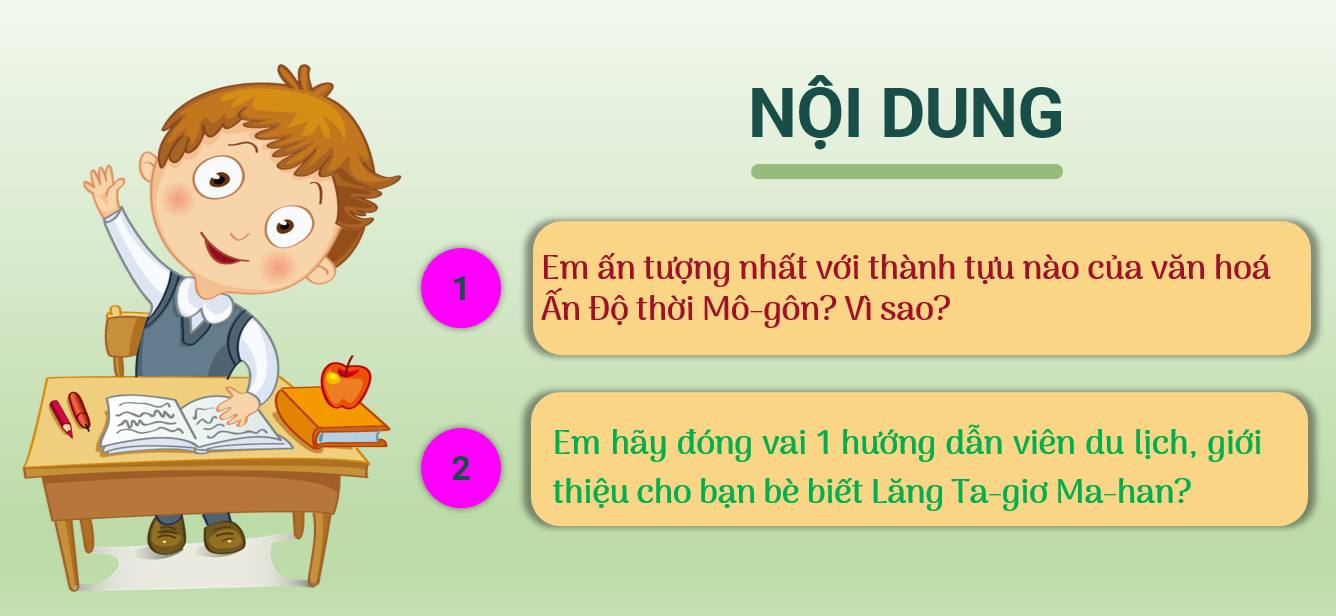 NỘI DUNG
1
Em ấn tượng nhất với thành tựu nào của văn hoá
Ấn Độ thời Mô-gôn? Vì sao?
2
Em hãy đóng vai 1 hướng dẫn viên du lịch, giới
thiệu cho bạn bè biết Lăng Ta-giơ Ma-han?